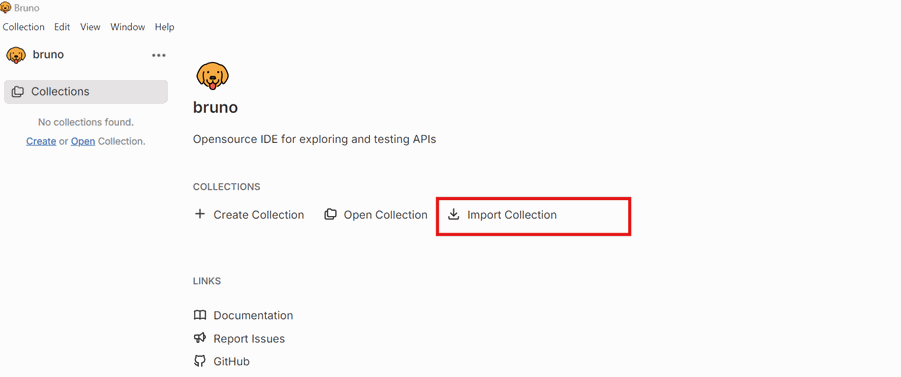 Bruno
Collection Edit View Window Help
bruno •••
Collections
No collections found.
Create or Open Collection.
bruno
Opensource IDE for exploring and testing APIs
COLLECTIONS
+ Create Collection Open Collection Import Collection
LINKS
Documentation
Report Issues
GitHub